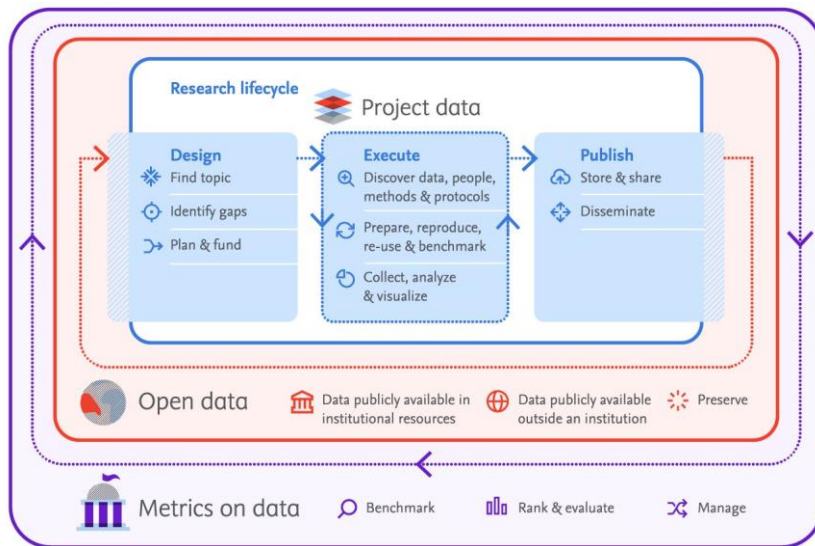 Research lifecycle
Project data
Design
Find topic
Identify gaps
Plan & fund
Execute
Discover data, people,
methods & protocols
Prepare, reproduce,
re-use & benchmark
Collect, analyze
& visualize
Publish
Store & share
Disseminate
Open data
Data publicly available in
institutional resources
Data publicly available
outside an institution
Preserve
Metrics on data
Benchmark
Rank & evaluate
Manage